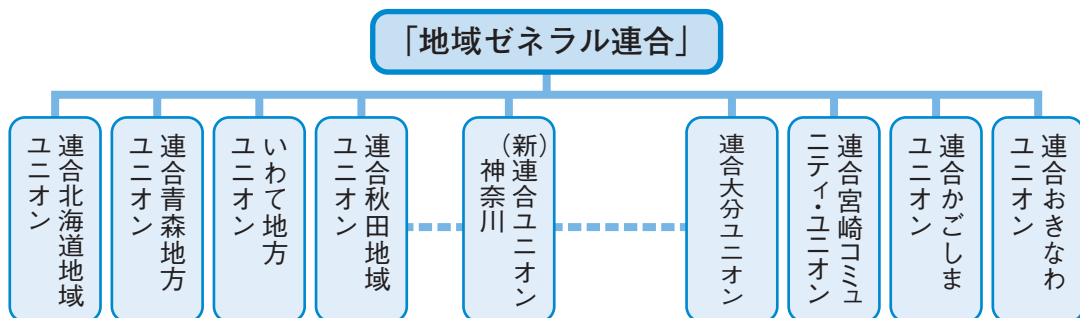 「地域ゼネラル連合」
連合北海道地域
ユニオン
連合青森地方
ユニオン
いわて地方
ユニオン
連合秋田地域
ユニオン
(新)連合ユニオン
神奈川
連合大分ユニオン
連合宮崎コミュ
ニティ・ユニオン
連合かごしま
ユニオン
連合おきなわ
ユニオン